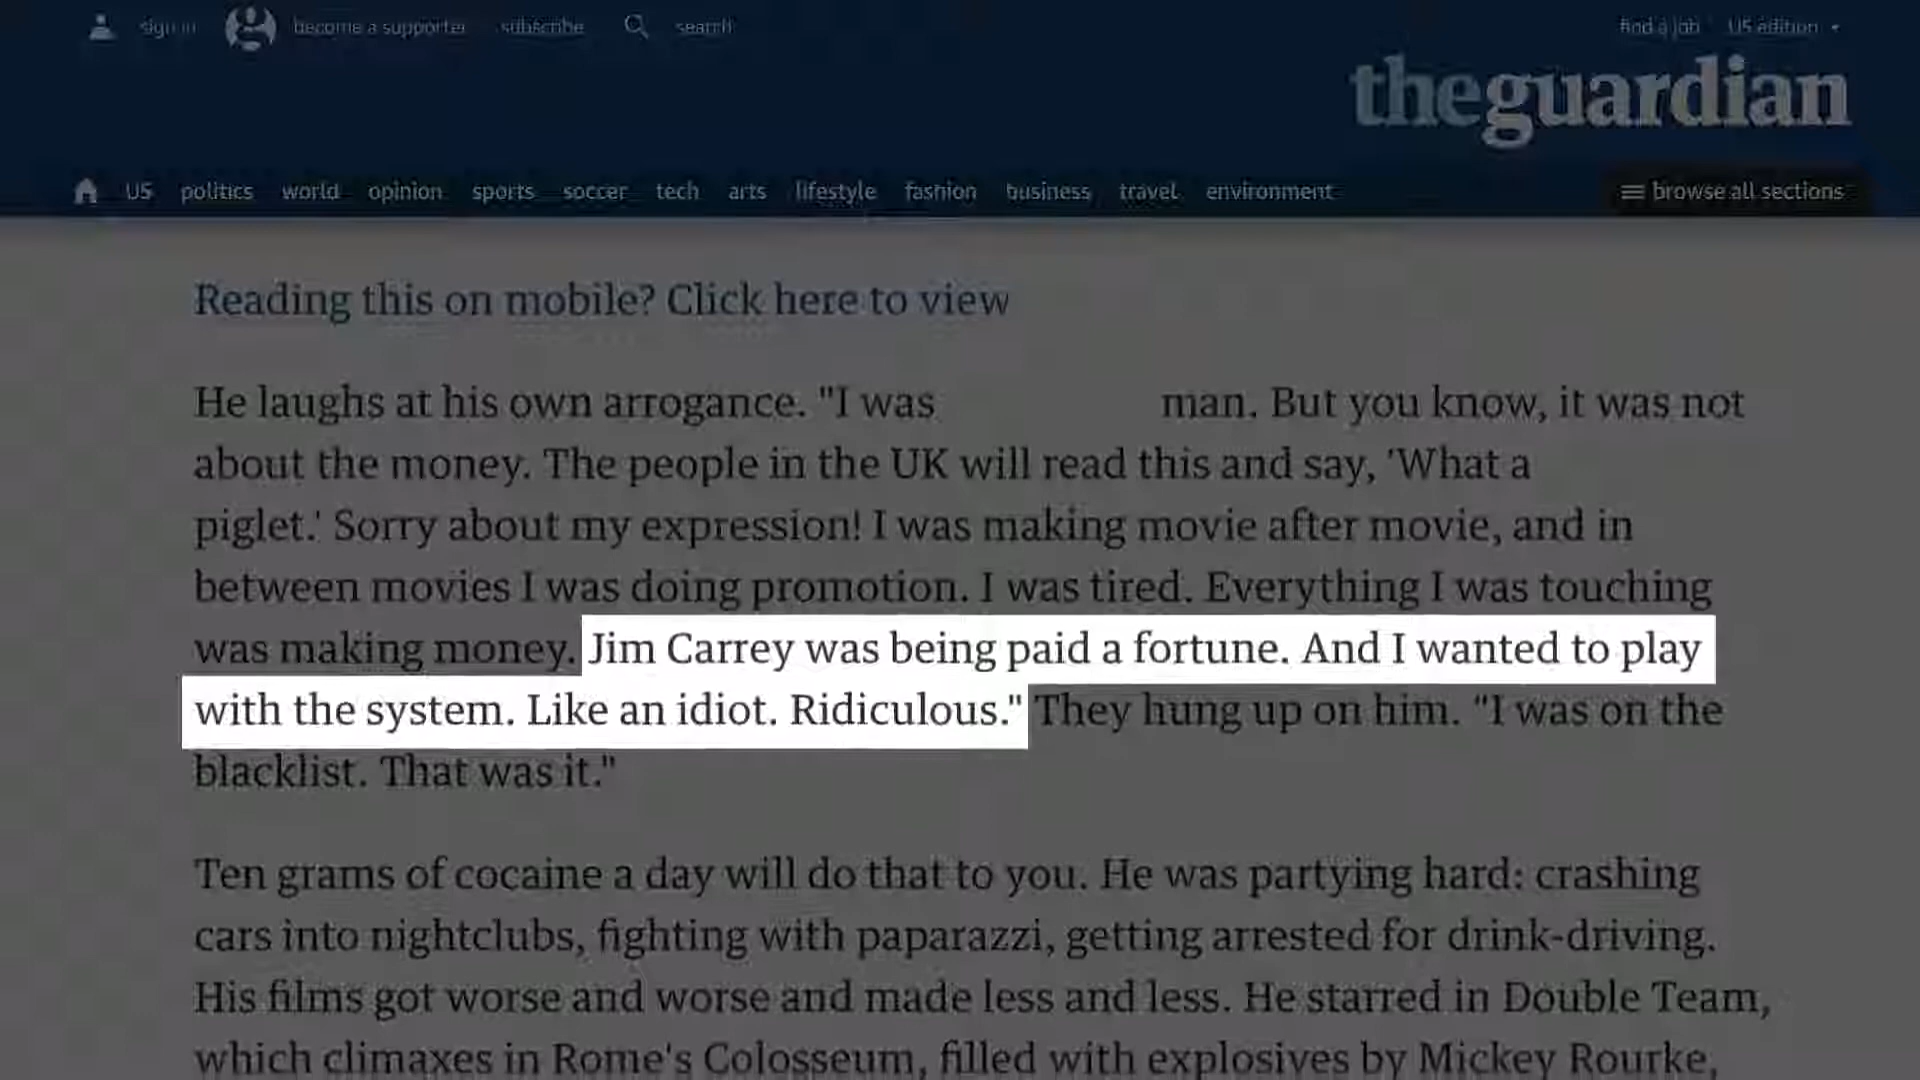 sign in become a supporter subscribe search find a job US edition
theguardian
US politics world opinion sports soccer tech arts lifestyle fashion business travel environment browse all sections
Reading this on mobile? Click here to view
He laughs at his own arrogance. "I was man. But you know, it was not
about the money. The people in the UK will read this and say, 'What a
piglet.' Sorry about my expression! I was making movie after movie, and in
between movies I was doing promotion. I was tired. Everything I was touching
was making money. Jim Carrey was being paid a fortune. And I wanted to play
with the system. Like an idiot. Ridiculous." They hung up on him. "I was on the
blacklist. That was it."
Ten grams of cocaine a day will do that to you. He was partying hard: crashing
cars into nightclubs, fighting with paparazzi, getting arrested for drink-driving.
His films got worse and worse and made less and less. He starred in Double Team,
which climaxes in Rome's Colosseum, filled with explosives by Mickey Rourke,